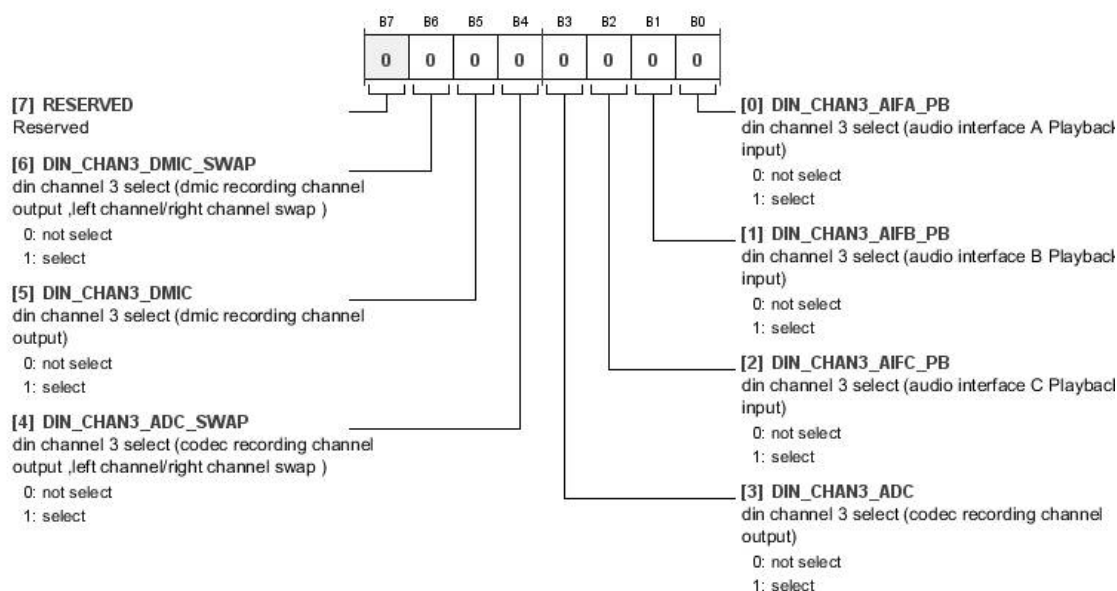 B7 B6 B5 B4 B3 B2 B1 B0
0 0 0 0 0 0 0 0
[7] RESERVED
Reserved
[6] DIN_CHAN3_DMIC_SWAP
din channel 3 select (dmic recording channel
output ,left channel/right channel swap )
0: not select
1: select
[5] DIN_CHAN3_DMIC
din channel 3 select (dmic recording channel
output)
0: not select
1: select
[4] DIN_CHAN3_ADC_SWAP
din channel 3 select (codec recording channel
output ,left channel/right channel swap )
0: not select
1: select
[0] DIN_CHAN3_AIFA_PB
din channel 3 select (audio interface A Playback
input)
0: not select
1: select
[1] DIN_CHAN3_AIFB_PB
din channel 3 select (audio interface B Playback
input)
0: not select
1: select
[2] DIN_CHAN3_AIFC_PB
din channel 3 select (audio interface C Playback
input)
0: not select
1: select
[3] DIN_CHAN3_ADC
din channel 3 select (codec recording channel
output)
0: not select
1: select